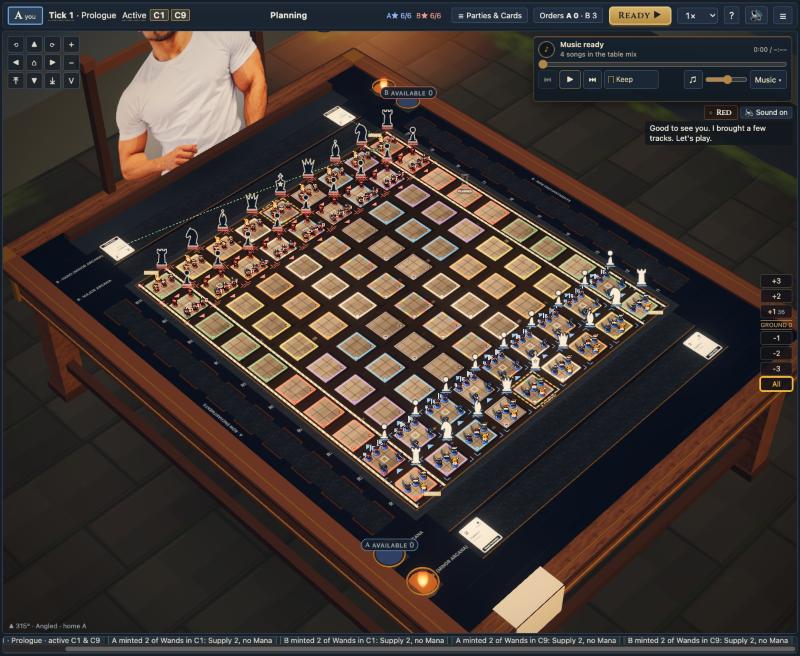 A you
Tick 1 · Prologue Active C1 C9
Planning
A★ 6/6 B★ 6/6
≡ Parties & Cards
Orders A 0 · B 3
READY ▶
1×
?
≡
V
Music ready
4 songs in the table mix
0:00 / --:--
Keep
Music
RED
Sound on
Good to see you. I brought a few
tracks. Let's play.
B AVAILABLE 0
+3
+2
+1 36
GROUND 0
-1
-2
-3
All
A AVAILABLE 0
▲ 315° · Angled · home A
· Prologue · active C1 & C9
A minted 2 of Wands in C1: Supply 2, no Mana
B minted 2 of Wands in C1: Supply 2, no Mana
A minted 2 of Wands in C9: Supply 2, no Mana
B minted 2 of Wands in C9: Supply 2, no Mana